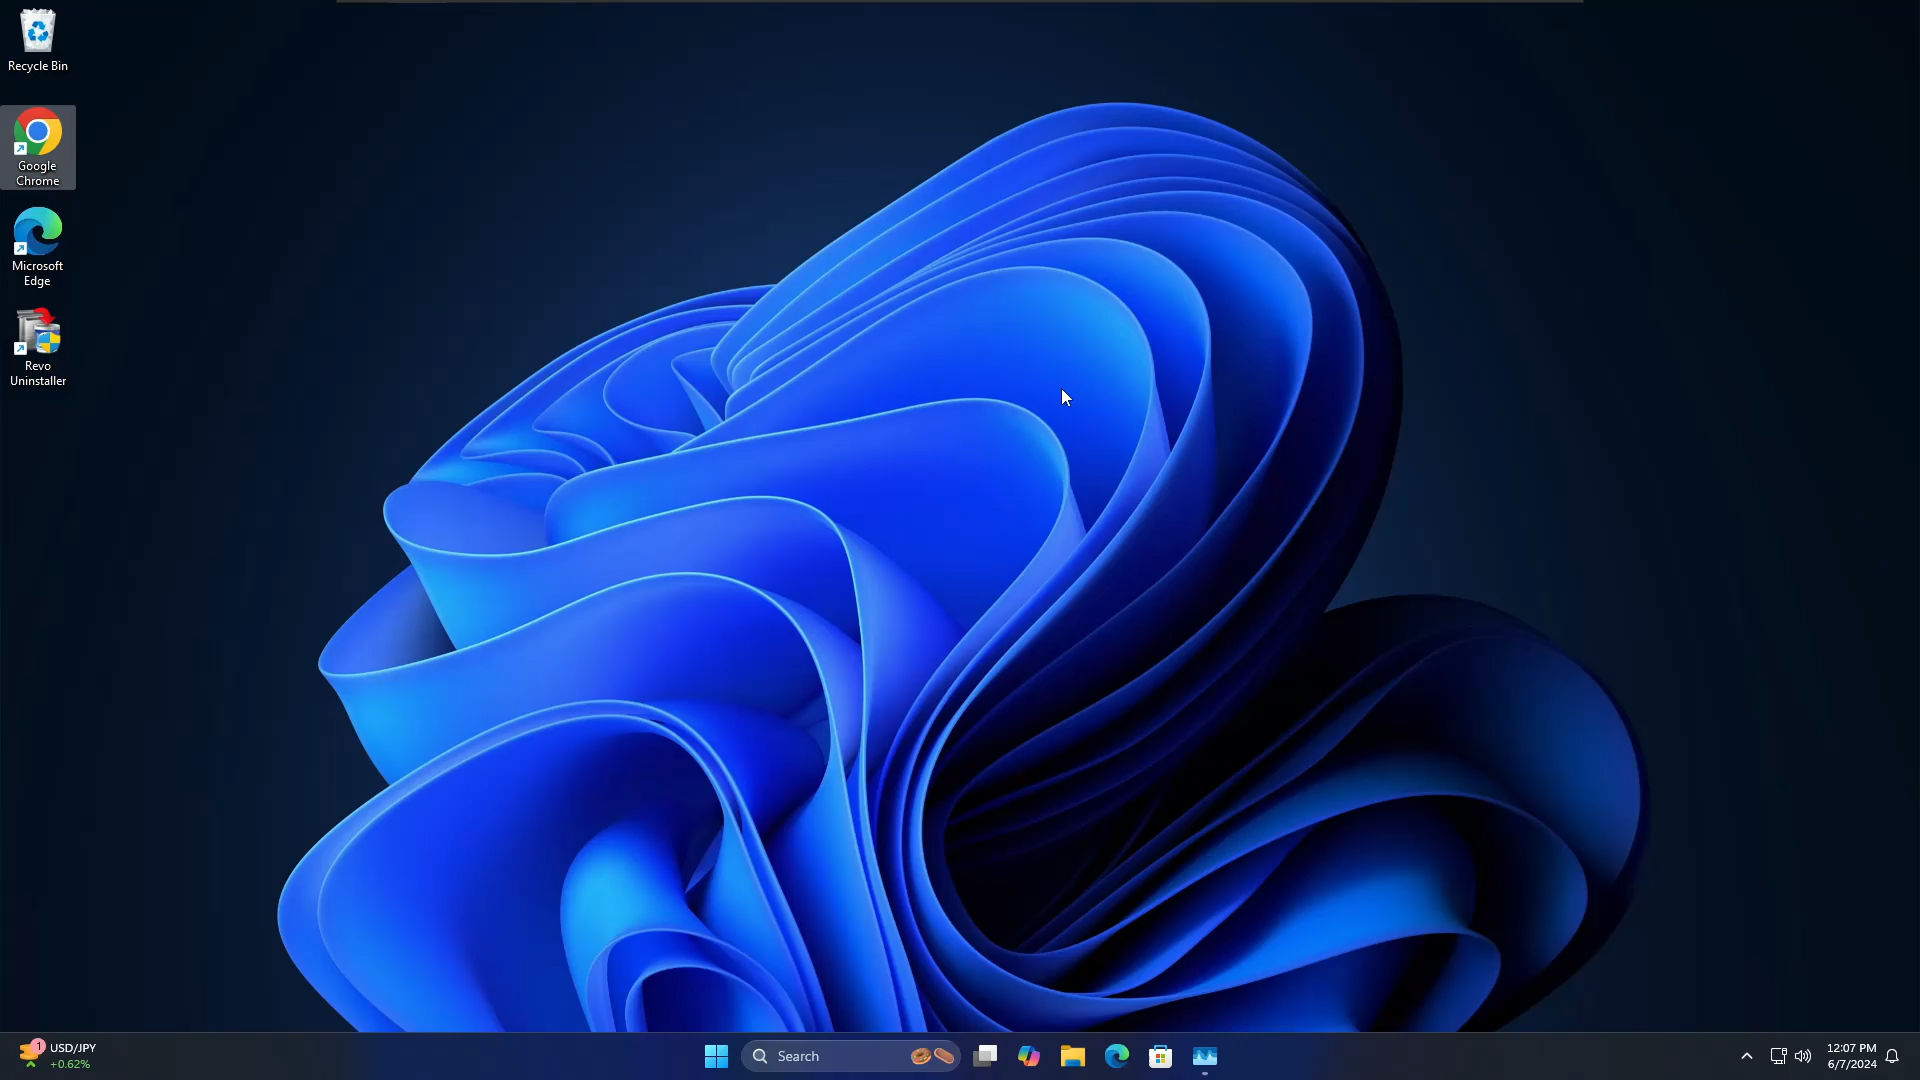 Recycle Bin
Google
Chrome
Microsoft
Edge
Revo
Uninstaller
1
USD/JPY
+0.62%
Search
12:07 PM
6/7/2024